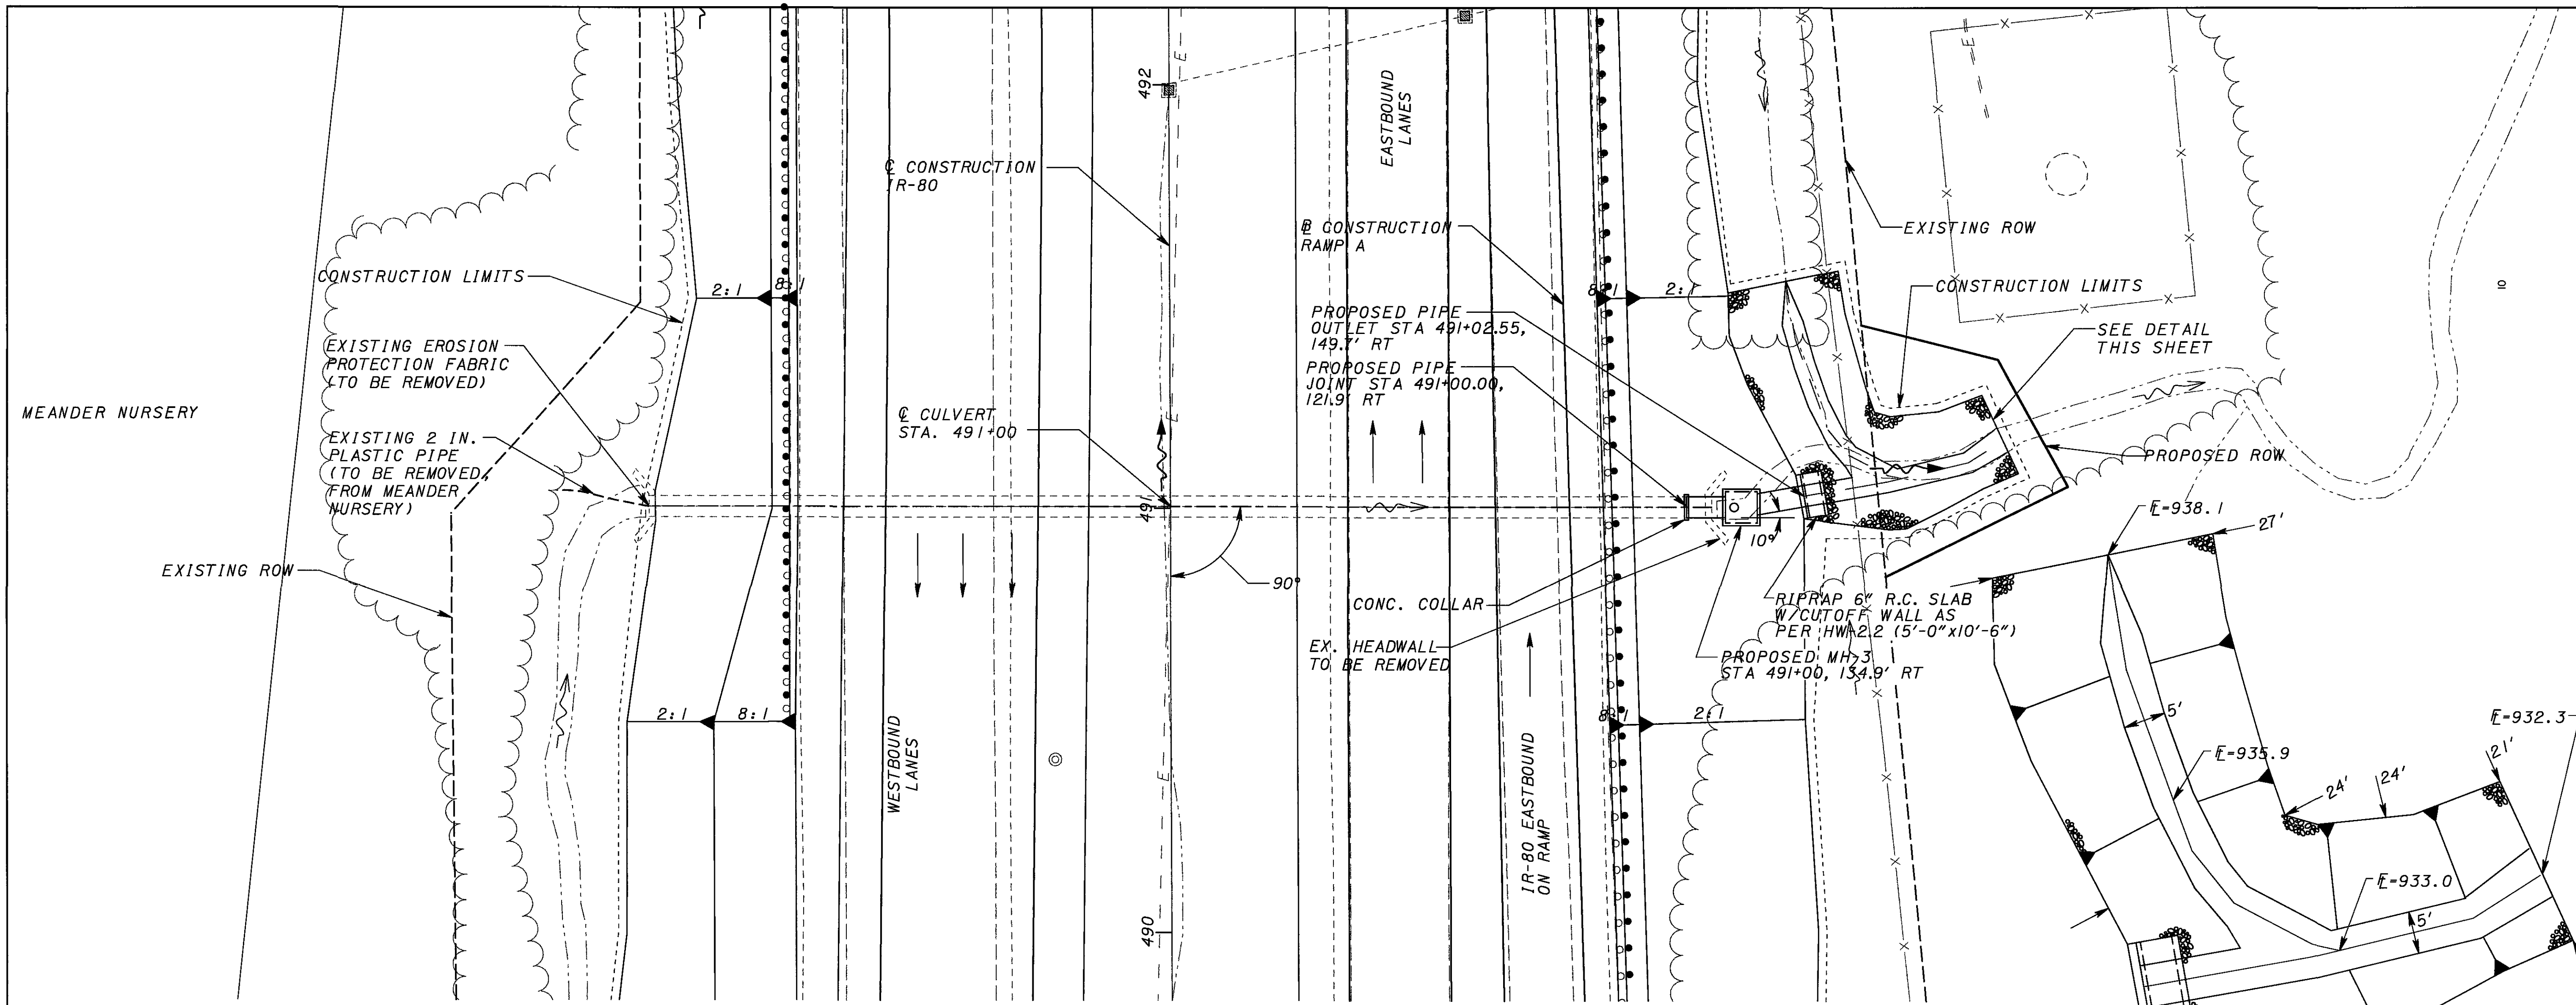 MEANDER NURSERY
CONSTRUCTION LIMITS
EXISTING EROSION
PROTECTION FABRIC
(TO BE REMOVED)
EXISTING 2 IN.
PLASTIC PIPE
(TO BE REMOVED
FROM MEANDER
NURSERY)
EXISTING ROW
2:1
8:1
2:1
8:1
WESTBOUND
LANES
℄ CONSTRUCTION
IR-80
℄ CULVERT
STA. 491+00
492
491
490
E
E
E
90°
EASTBOUND
LANES
℔ CONSTRUCTION
RAMP A
PROPOSED PIPE
OUTLET STA 491+02.55,
149.7' RT
PROPOSED PIPE
JOINT STA 491+00.00,
121.9' RT
CONC. COLLAR
EX. HEADWALL
TO BE REMOVED
IR-80 EASTBOUND
ON RAMP
8:1
2:1
8:1
2:1
10°
RIPRAP 6" R.C. SLAB
W/CUTOFF WALL AS
PER HW-2.2 (5'-0"x10'-6")
PROPOSED MH-3
STA 491+00, 134.9' RT
EXISTING ROW
CONSTRUCTION LIMITS
SEE DETAIL
THIS SHEET
PROPOSED ROW
10
FL=938.1
27'
5'
FL=935.9
24'
24'
21'
FL=932.3
FL=933.0
5'